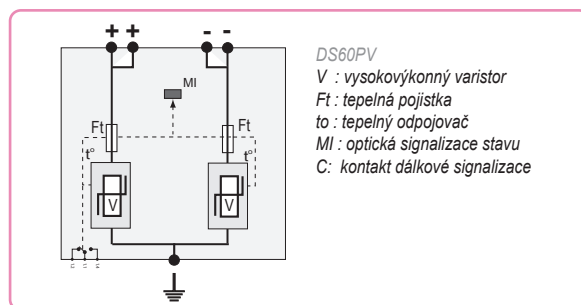 + + - -
MI
Ft Ft
t° t°
V V
DS60PV
V : vysokovýkonný varistor
Ft : tepelná pojistka
to : tepelný odpojovač
MI : optická signalizace stavu
C: kontakt dálkové signalizace